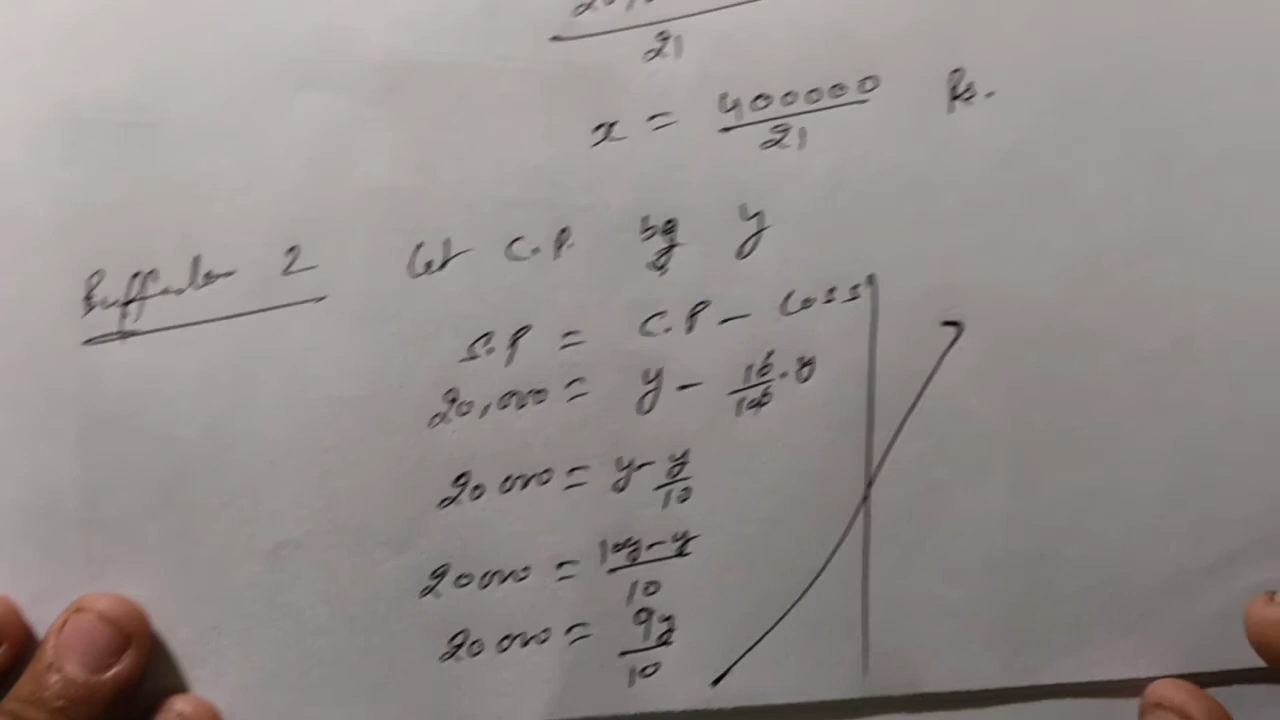 21
x = 400000/21 Rs.
Buffalo 2 Let C.P. be y
S.P = C.P - Loss
20,000 = y - 10/100 . y
20000 = y - y/10
20000 = 10y-y/10
20000 = 9y/10